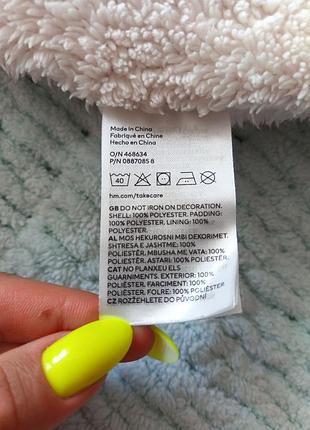 Made in China
Fabriqué en Chine
Hecho en China
O/N 468634
P/N 0887085 8
40
hm.com/takecare
GB DO NOT IRON ON DECORATION.
SHELL: 100% POLYESTER. PADDING:
100% POLYESTER. LINING: 100%
POLYESTER.
AL MOS HEKUROSNI MBI DEKORIMET.
SHTRESA E JASHTME: 100%
POLIESTËR. MBUSHJA ME VATA: 100%
POLIESTËR. ASTARI: 100% POLIESTËR.
CAT NO PLANXEU ELS
GUARNIMENTS. EXTERIOR: 100%
POLIÈSTER. FARCIMENT: 100%
POLIÈSTER. FOLRE: 100% POLIÈSTER
CZ ROZŽEHLETE DO PŮVODNÍ